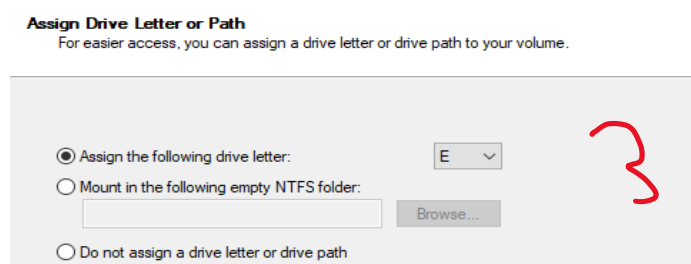 Assign Drive Letter or Path
For easier access, you can assign a drive letter or drive path to your volume.
Assign the following drive letter: E
3
Mount in the following empty NTFS folder:
Browse...
Do not assign a drive letter or drive path